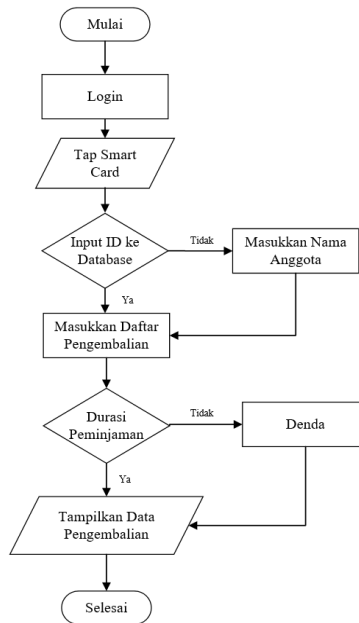 Mulai
Login
Tap Smart
Card
Input ID ke
Database
Tidak
Masukkan Nama
Anggota
Ya
Masukkan Daftar
Pengembalian
Durasi
Peminjaman
Tidak
Denda
Ya
Tampilkan Data
Pengembalian
Selesai